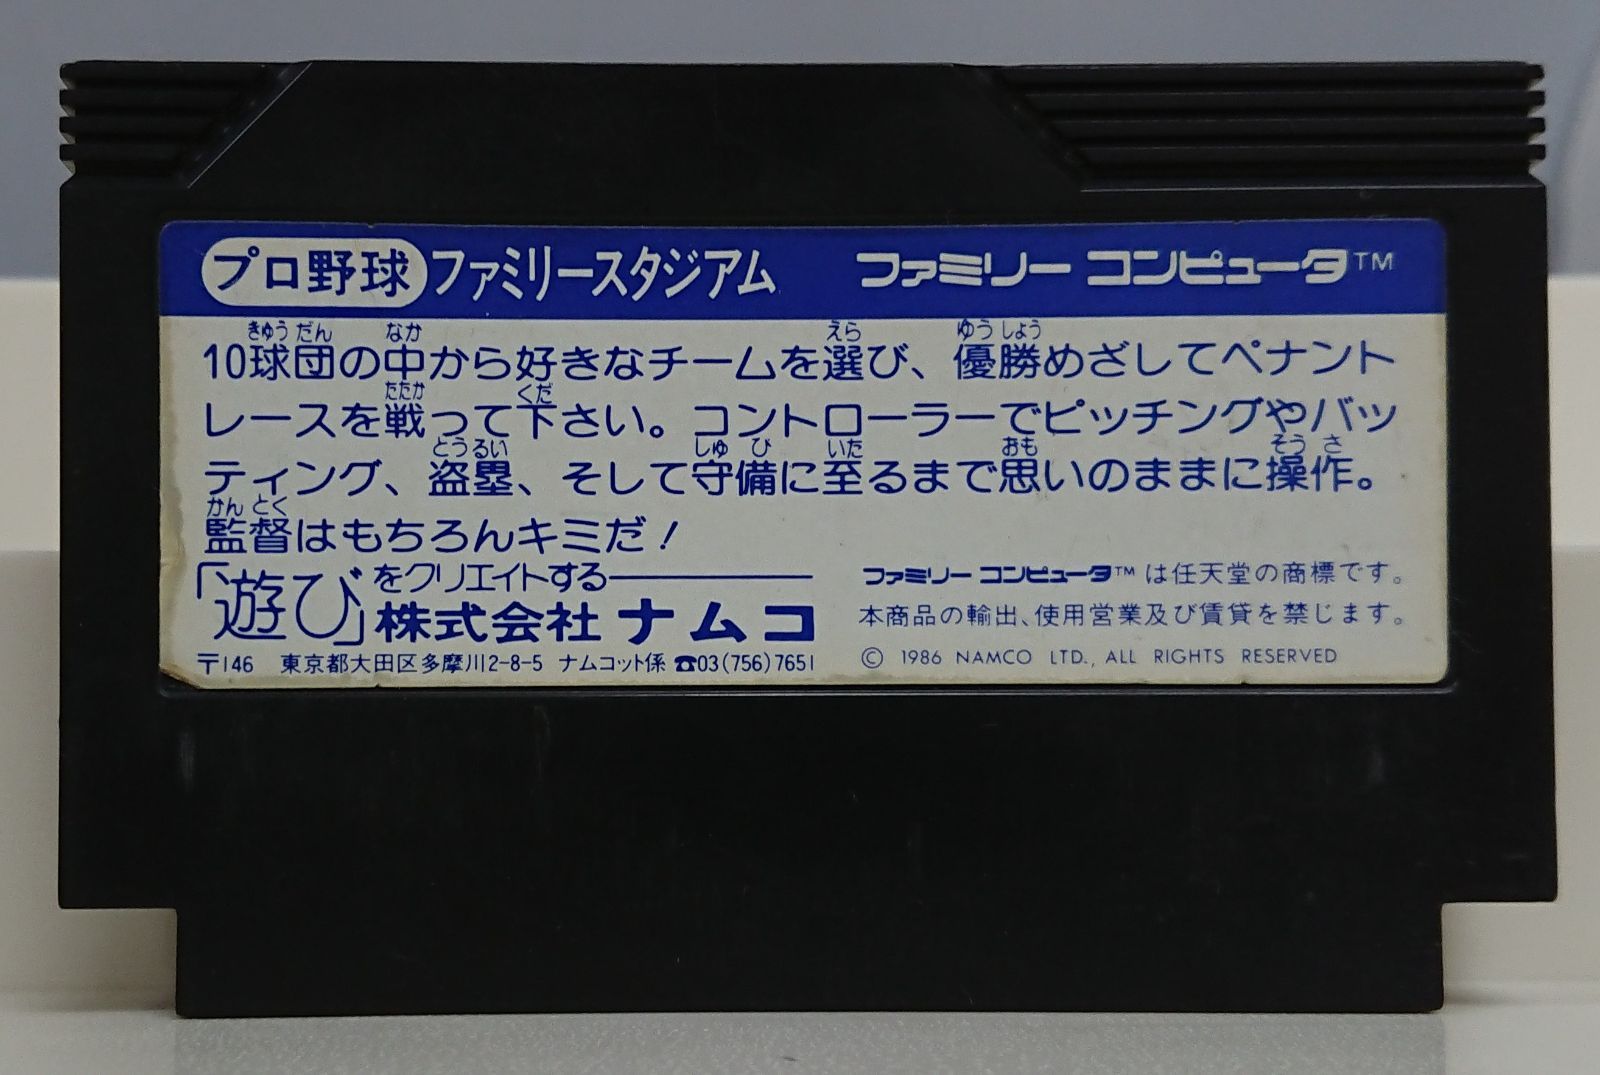 プロ野球 ファミリースタジアム ファミリー コンピュータTM
きゅう だん なか えら ゆう しょう
10球団の中から好きなチームを選び、優勝めざしてペナント
たたか くだ
レースを戦って下さい。コントローラーでピッチングやバッ
とう るい しゅ び いた おも そう さ
ティング、盗塁、そして守備に至るまで思いのままに操作。
かん とく
監督はもちろんキミだ!
「遊び」をクリエイトする
株式会社 ナムコ
〒146 東京都大田区多摩川2-8-5 ナムコット係 ☎03(756)7651
ファミリー コンピュータTM は任天堂の商標です。
本商品の輸出、使用営業及び賃貸を禁じます。
© 1986 NAMCO LTD., ALL RIGHTS RESERVED